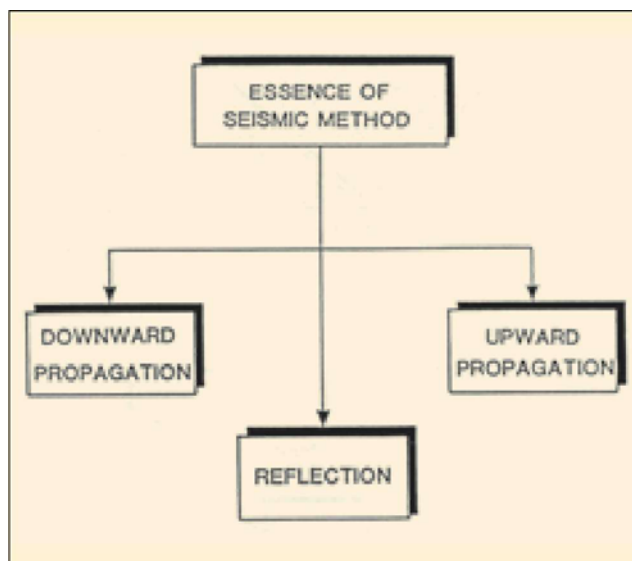 ESSENCE OF
SEISMIC METHOD
DOWNWARD
PROPAGATION
UPWARD
PROPAGATION
REFLECTION